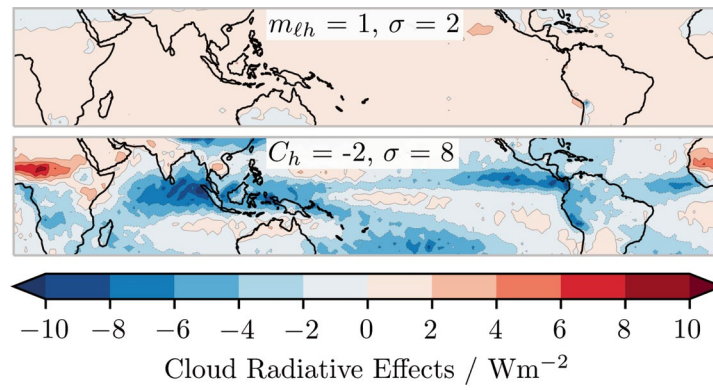 m_{ℓh} = 1, σ = 2
C_h = -2, σ = 8
−10 −8 −6 −4 −2 0 2 4 6 8 10
Cloud Radiative Effects / Wm⁻²